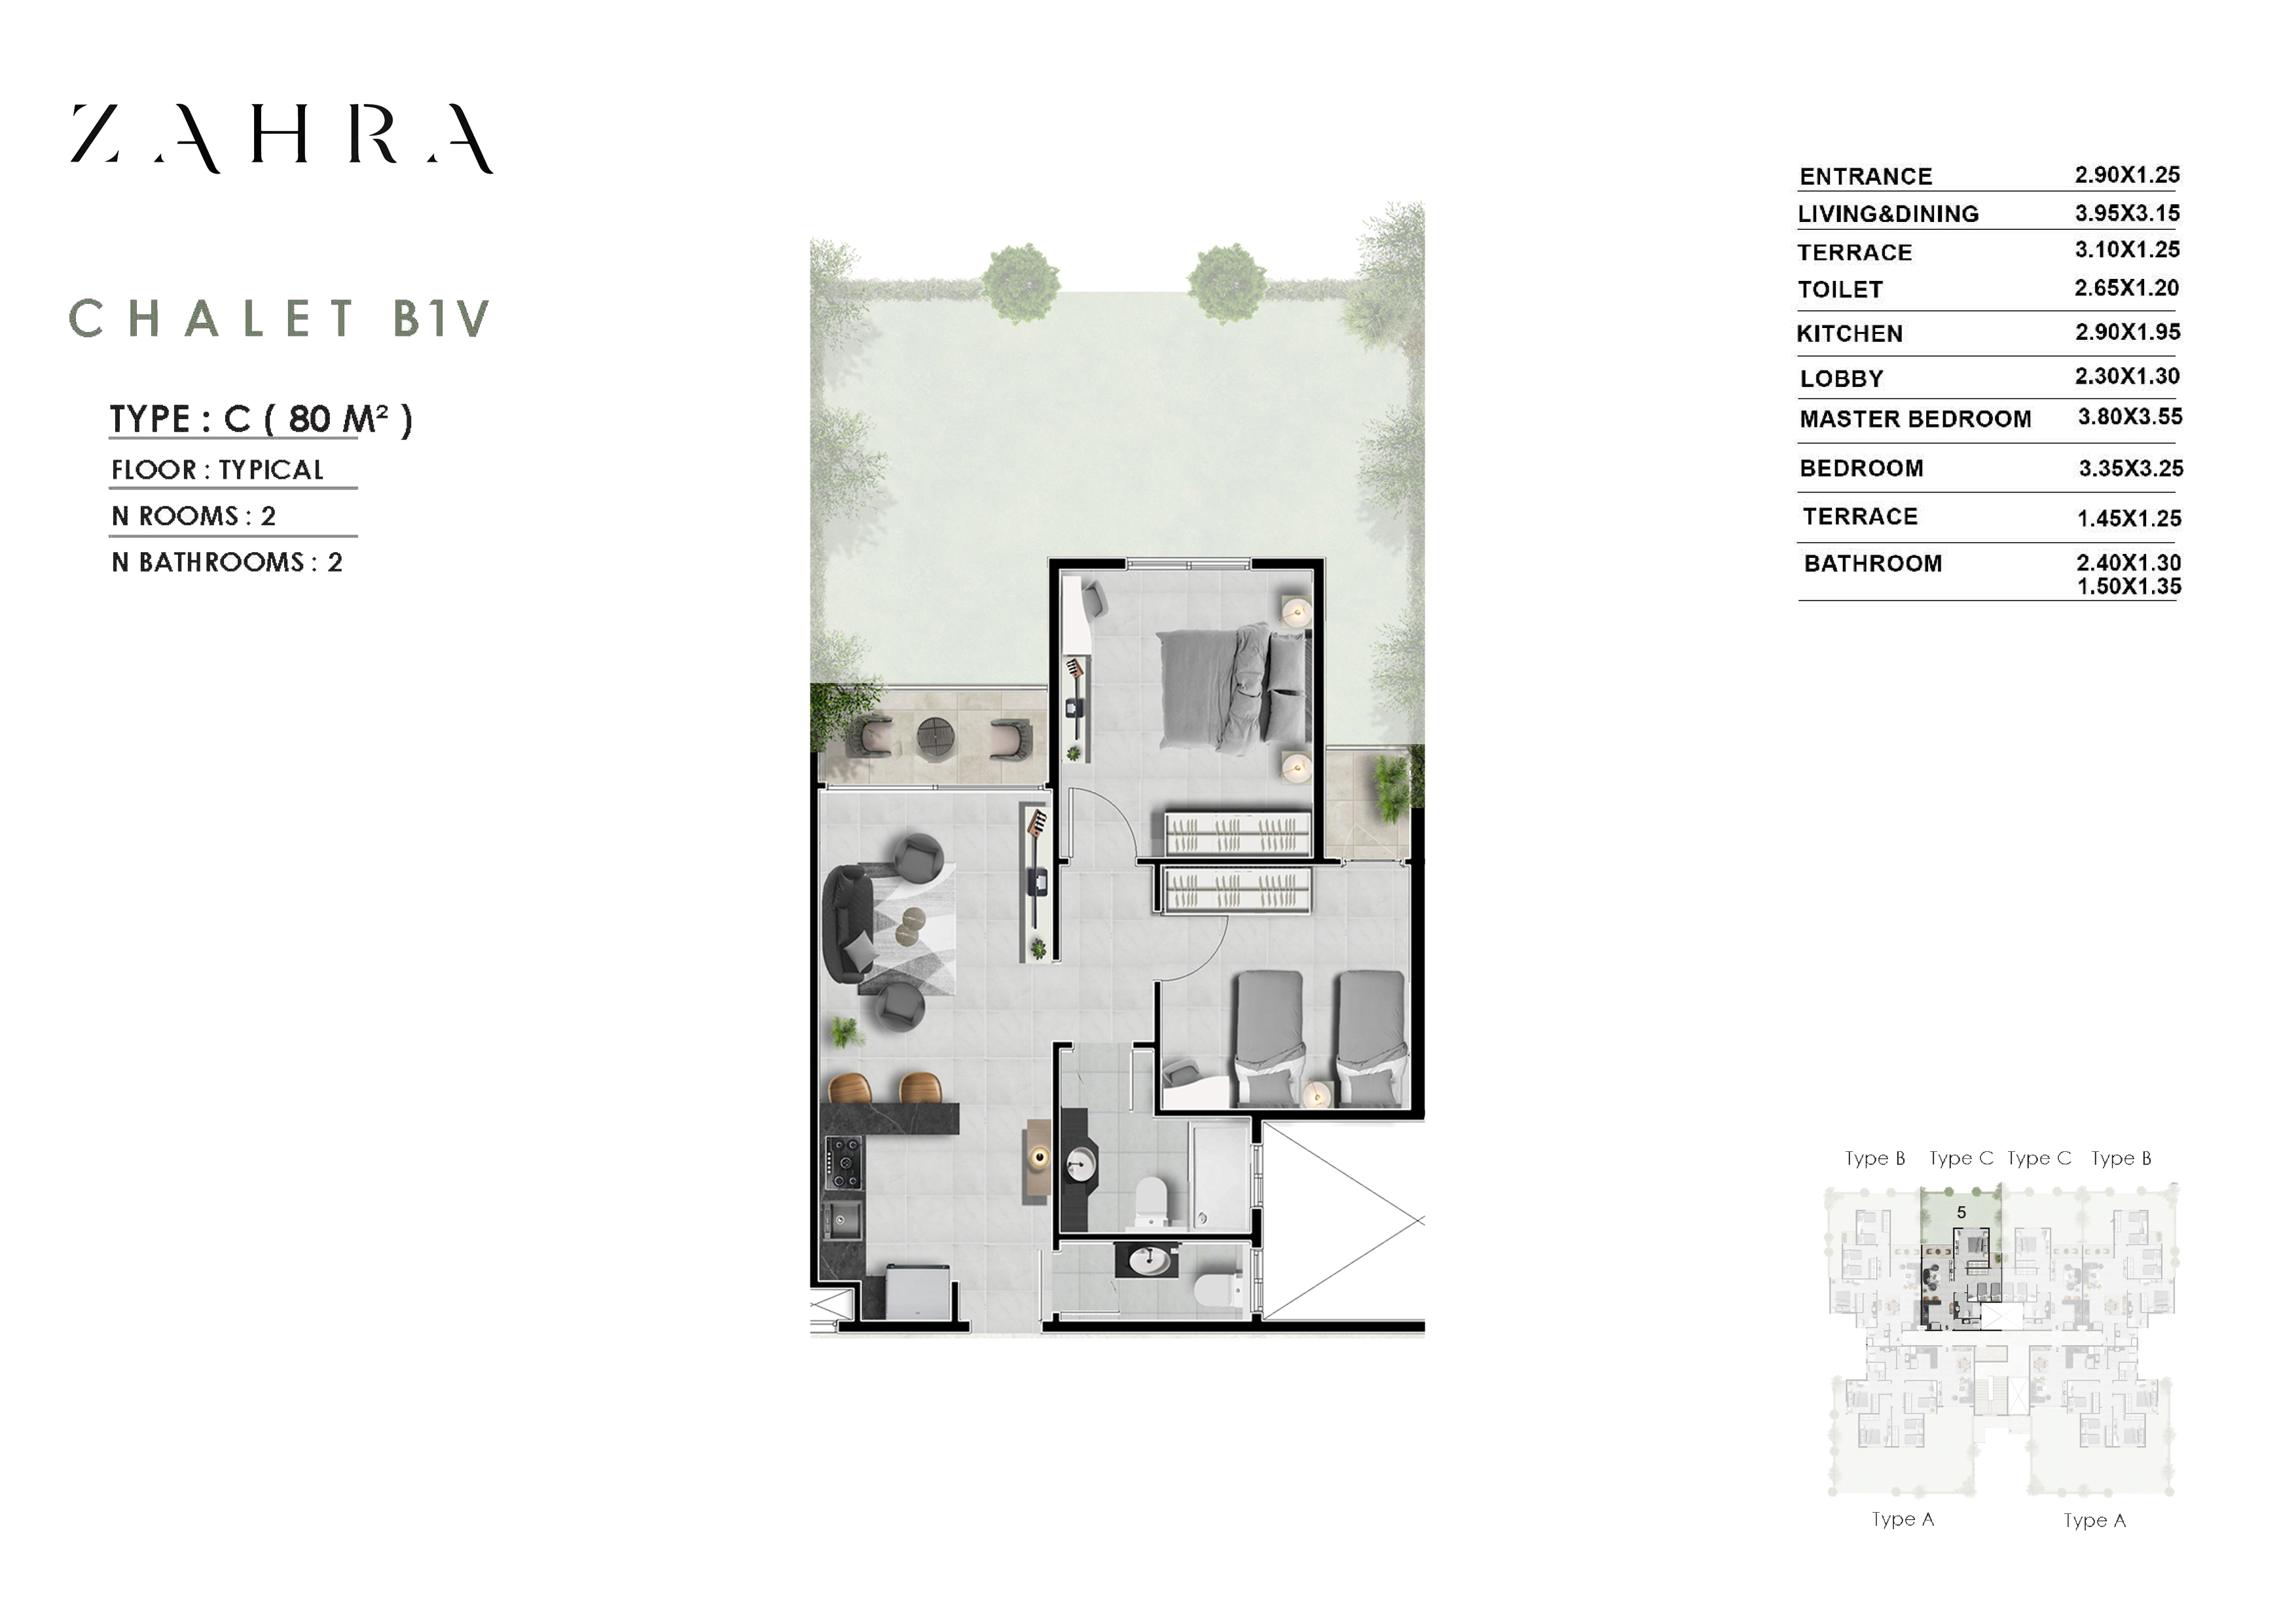 ZAHRA
CHALET B1V
TYPE : C ( 80 M² )
FLOOR : TYPICAL
N ROOMS : 2
N BATHROOMS : 2
ENTRANCE 2.90X1.25
LIVING&DINING 3.95X3.15
TERRACE 3.10X1.25
TOILET 2.65X1.20
KITCHEN 2.90X1.95
LOBBY 2.30X1.30
MASTER BEDROOM 3.80X3.55
BEDROOM 3.35X3.25
TERRACE 1.45X1.25
BATHROOM 2.40X1.30
1.50X1.35
Type B Type C Type C Type B
5
Type A Type A